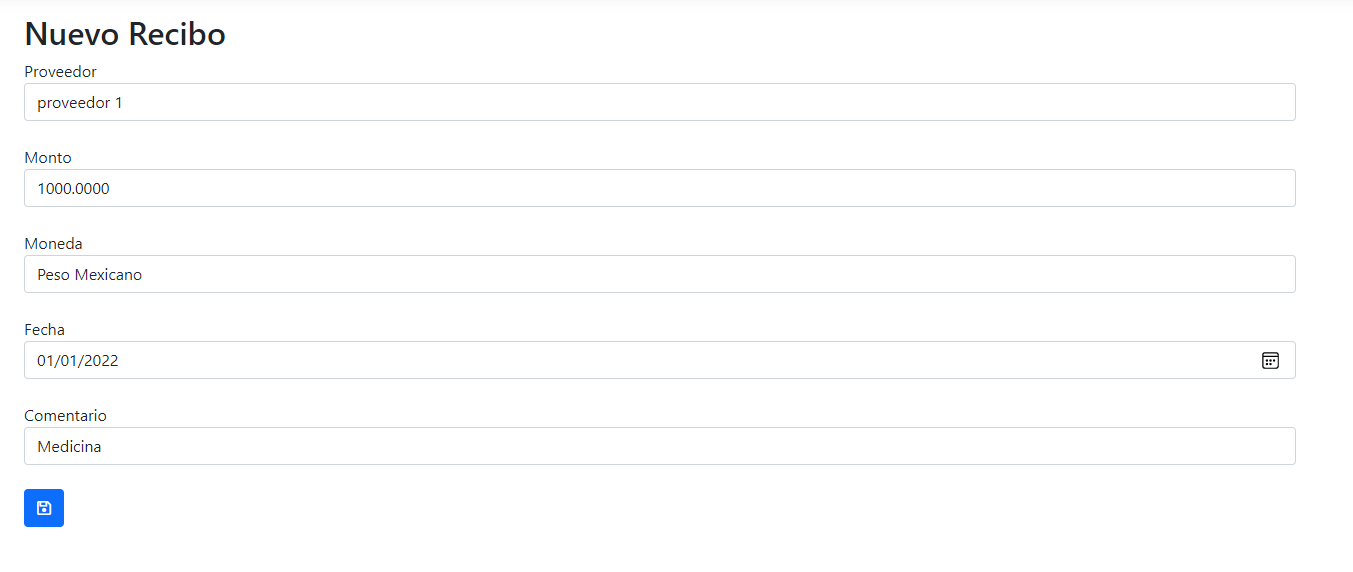 Nuevo Recibo
Proveedor
proveedor 1
Monto
1000.0000
Moneda
Peso Mexicano
Fecha
01/01/2022
Comentario
Medicina